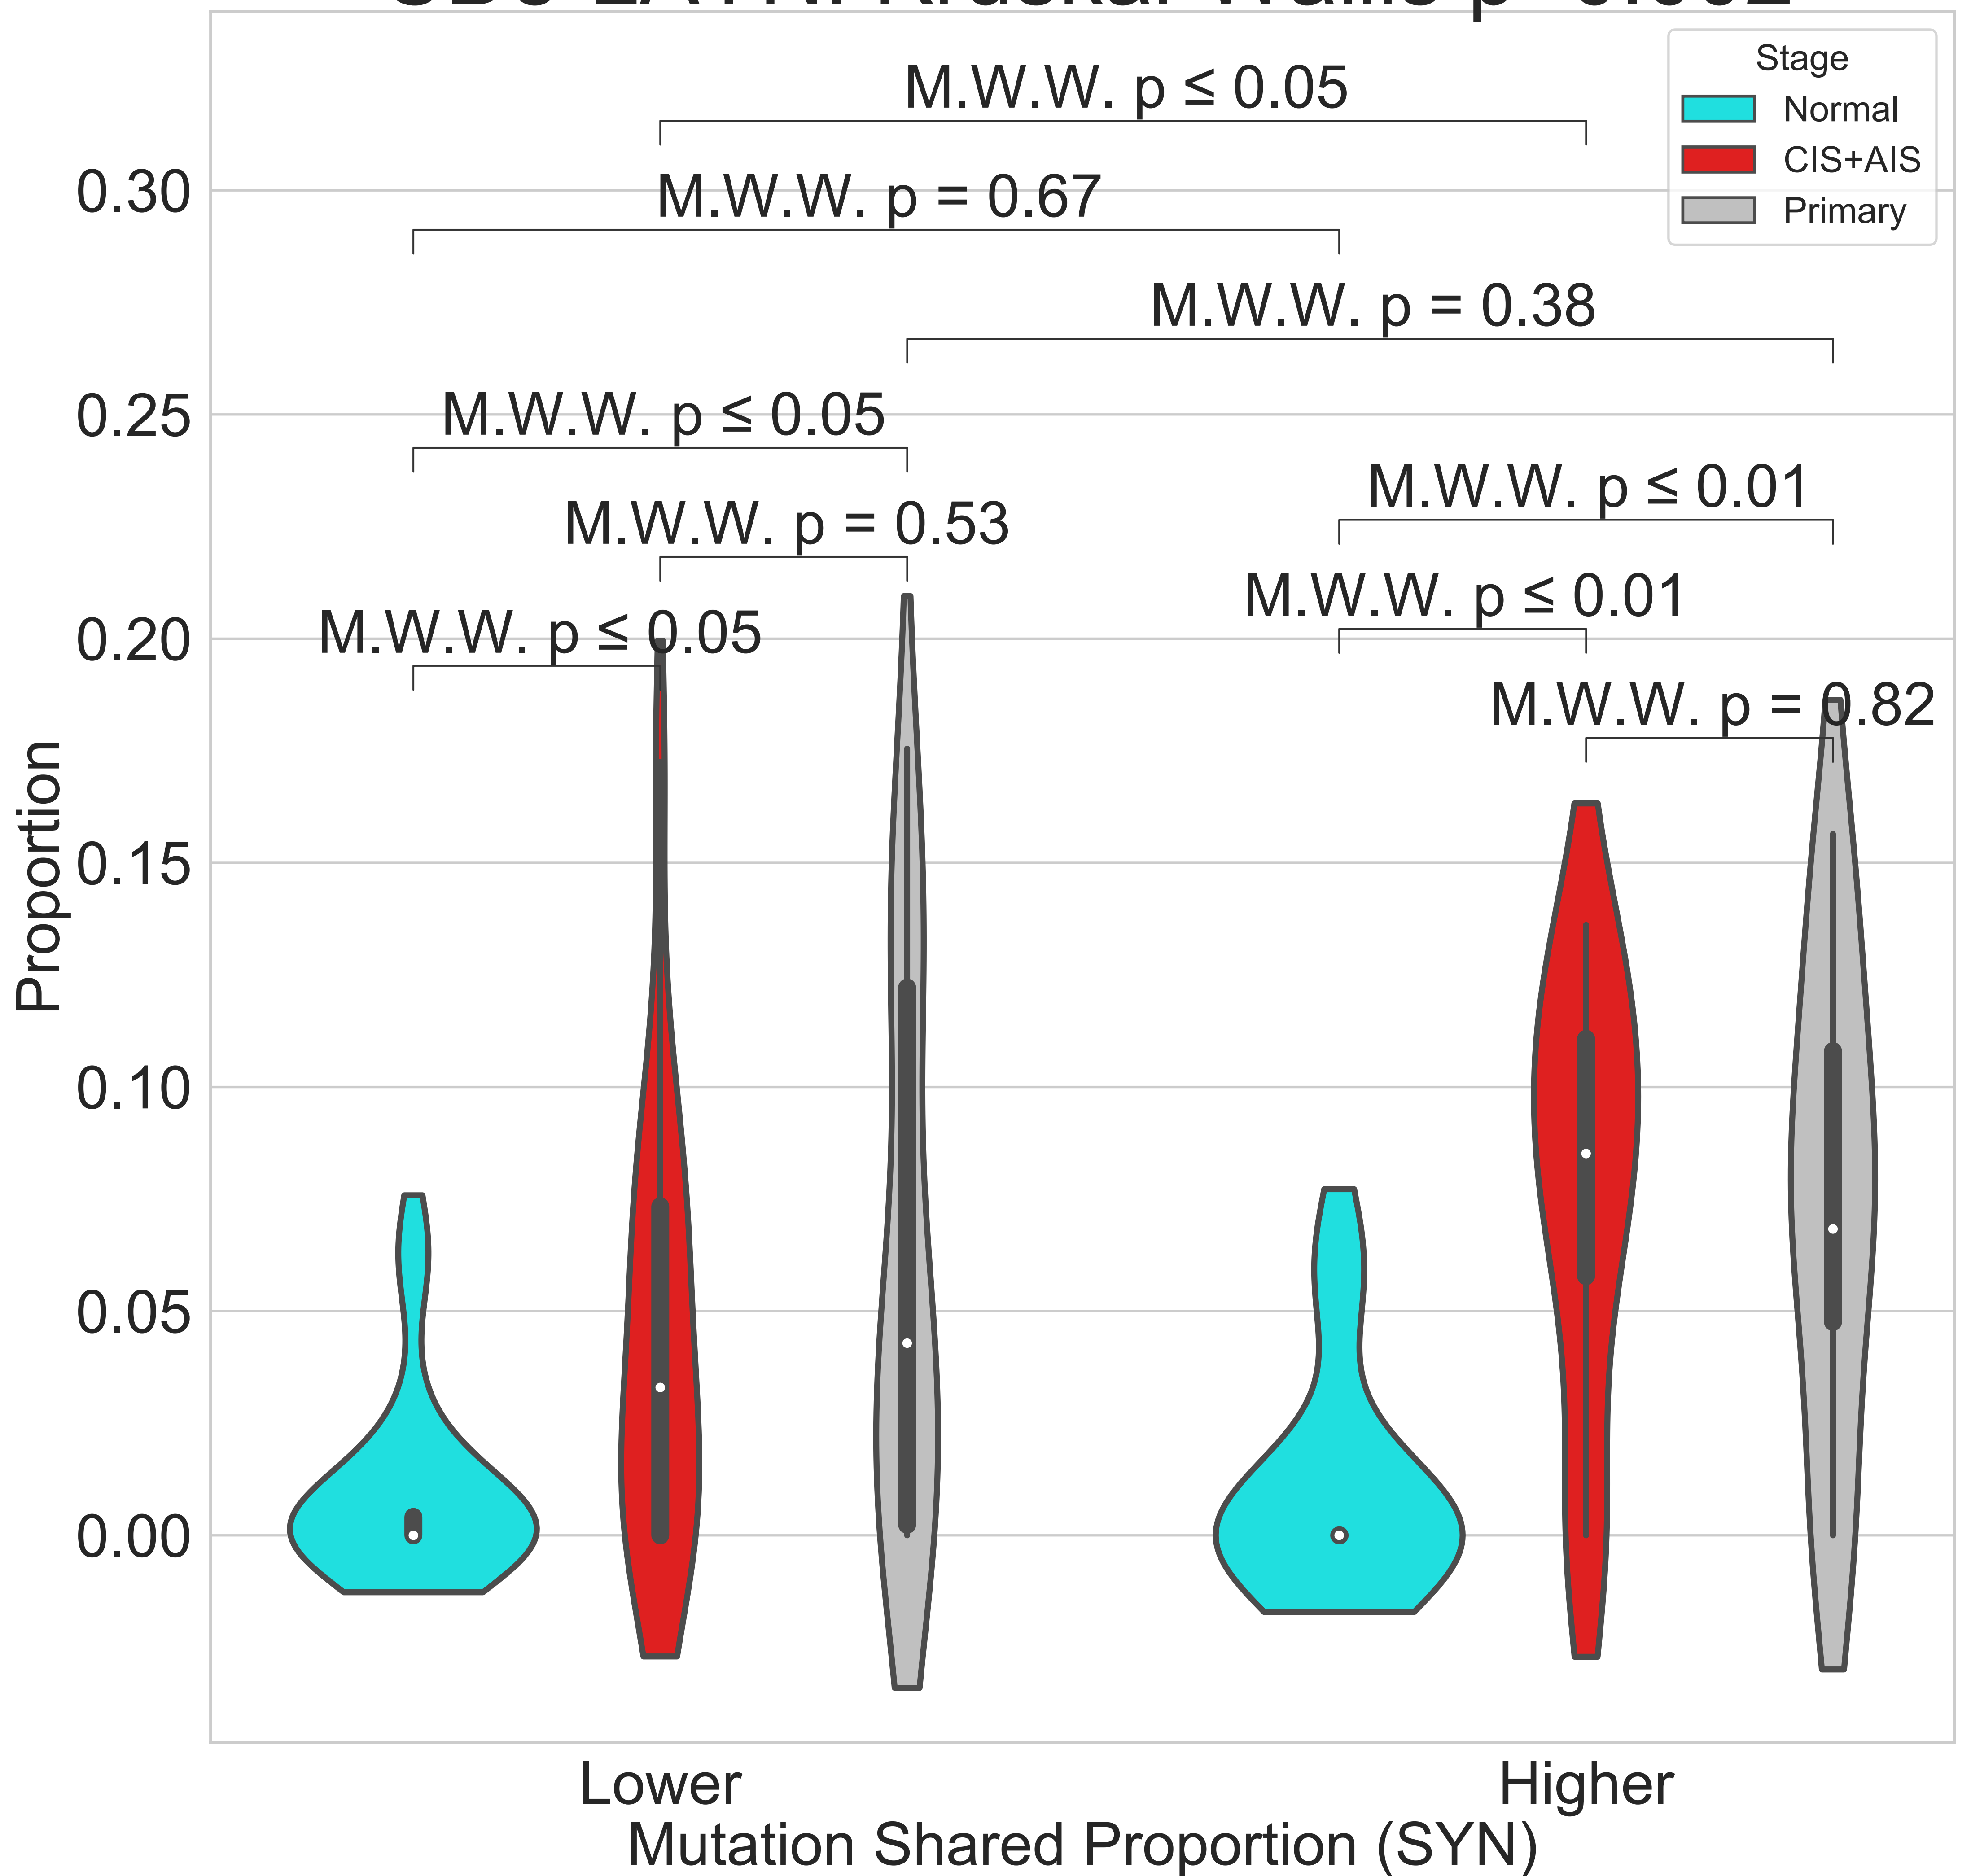 Stage
Normal
CIS+AIS
Primary
M.W.W. p ≤ 0.05
M.W.W. p = 0.67
M.W.W. p = 0.38
M.W.W. p ≤ 0.05
M.W.W. p ≤ 0.01
M.W.W. p = 0.53
M.W.W. p ≤ 0.01
M.W.W. p ≤ 0.05
M.W.W. p = 0.82
0.30
0.25
0.20
0.15
0.10
0.05
0.00
Proportion
Lower
Higher
Mutation Shared Proportion (SYN)